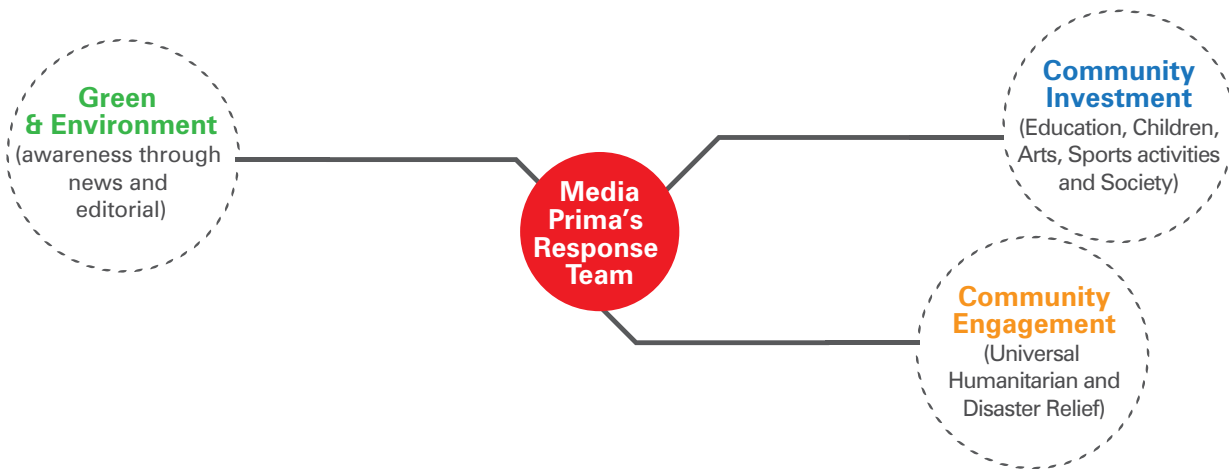 Green
& Environment
(awareness through
news and
editorial)
Media
Prima’s
Response
Team
Community
Investment
(Education, Children,
Arts, Sports activities
and Society)
Community
Engagement
(Universal
Humanitarian and
Disaster Relief)